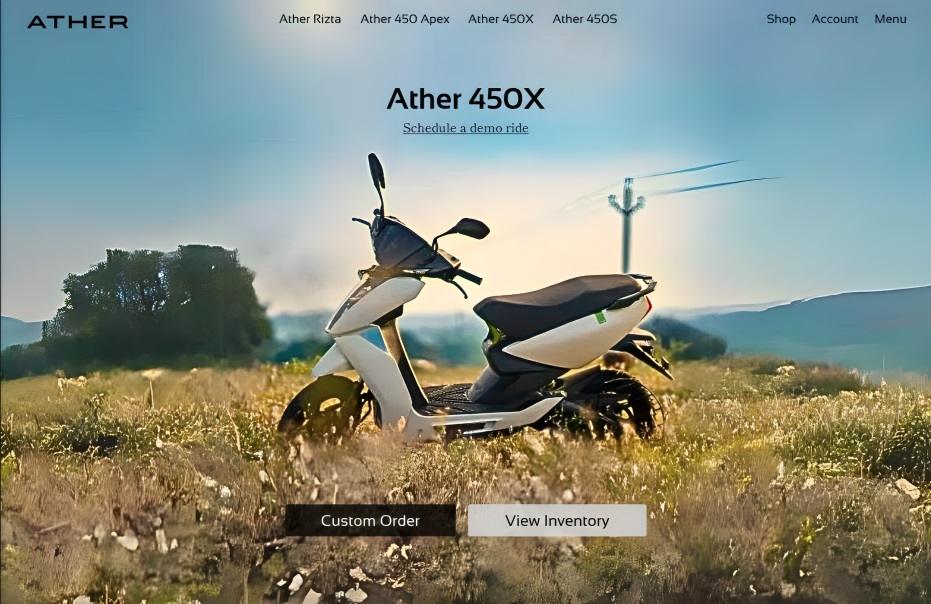 ATHER
Ather Rizta Ather 450 Apex Ather 450X Ather 450S
Shop Account Menu
Ather 450X
Schedule a demo ride
Custom Order
View Inventory